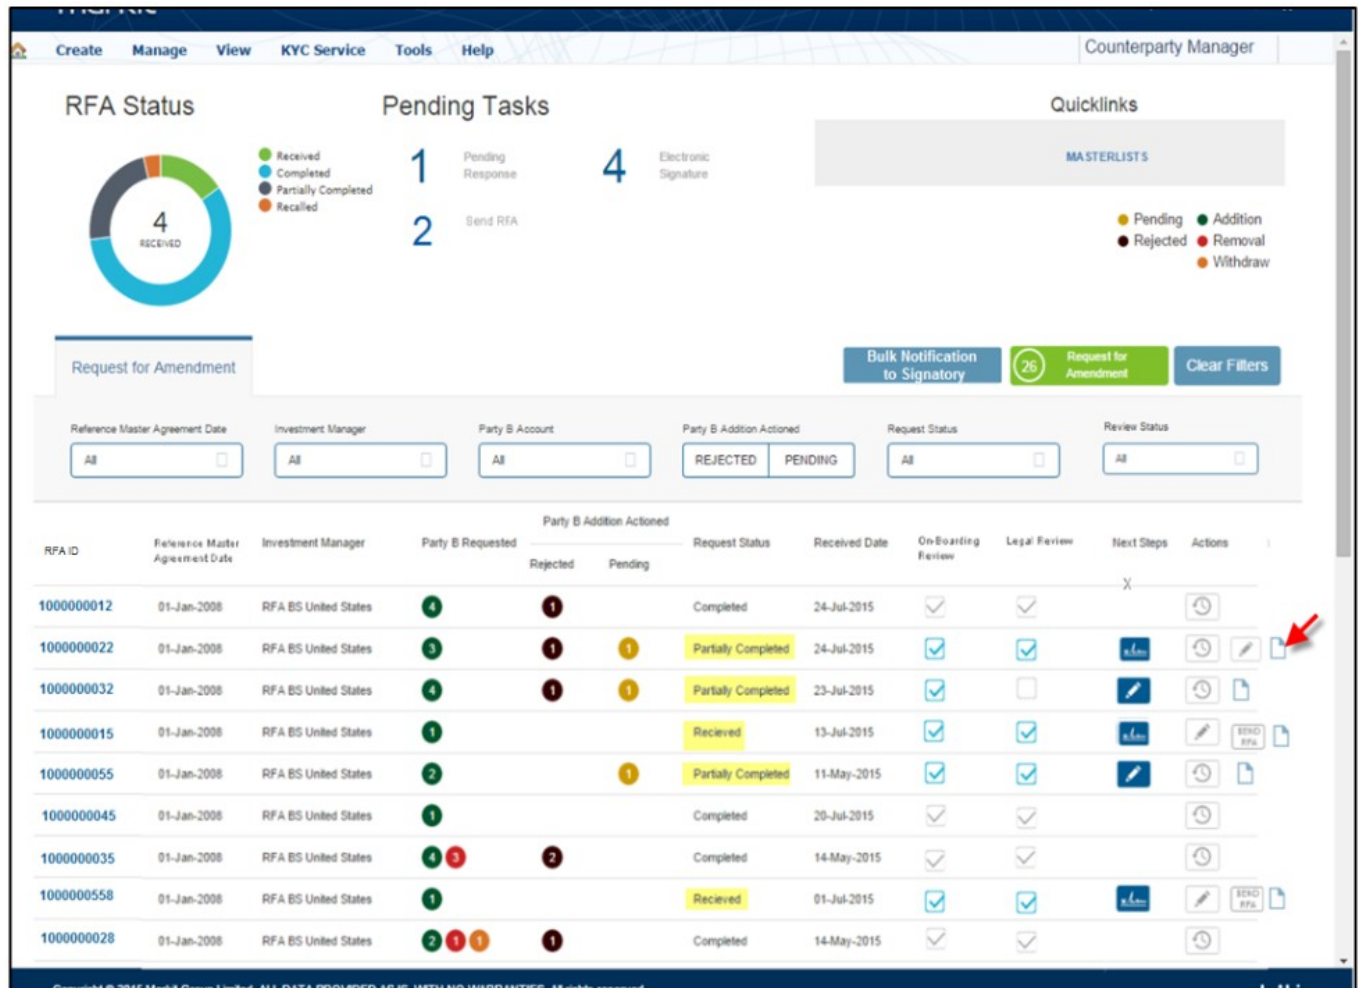 Create Manage View KYC Service Tools Help Counterparty Manager
RFA Status Pending Tasks Quicklinks
MASTERLISTS
Received
Completed
Partially Completed
Recalled
4
RECEIVED
1 Pending Response
4 Electronic Signature
2 Send RFA
Pending Addition
Rejected Removal
Withdraw
Request for Amendment
Bulk Notification to Signatory
26 Request for Amendment
Clear Filters
Reference Master Agreement Date Investment Manager Party B Account Party B Addition Actioned Request Status Review Status
All All All REJECTED PENDING All All
Party B Addition Actioned
RFA ID Reference Master Agreement Date Investment Manager Party B Requested Rejected Pending Request Status Received Date On-Boarding Review Legal Review Next Steps Actions
X
1000000012 01-Jan-2008 RFA BS United States 4 1 Completed 24-Jul-2015
1000000022 01-Jan-2008 RFA BS United States 3 1 1 Partially Completed 24-Jul-2015
1000000032 01-Jan-2008 RFA BS United States 4 1 1 Partially Completed 23-Jul-2015
1000000015 01-Jan-2008 RFA BS United States 1 Recieved 13-Jul-2015 SEND RFA
1000000055 01-Jan-2008 RFA BS United States 2 1 Partially Completed 11-May-2015
1000000045 01-Jan-2008 RFA BS United States 1 Completed 20-Jul-2015
1000000035 01-Jan-2008 RFA BS United States 4 3 2 Completed 14-May-2015
1000000558 01-Jan-2008 RFA BS United States 1 Recieved 01-Jul-2015 SEND RFA
1000000028 01-Jan-2008 RFA BS United States 2 1 1 1 Completed 14-May-2015